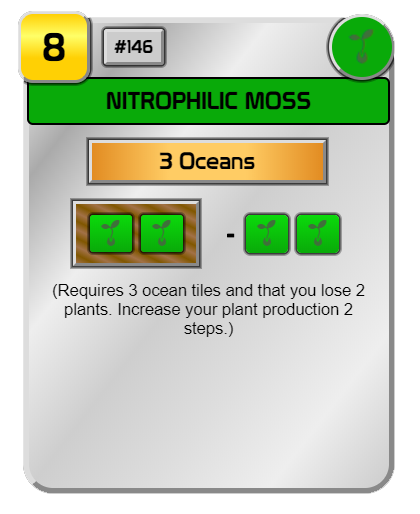 8
#146
NITROPHILIC MOSS
3 Oceans
-
(Requires 3 ocean tiles and that you lose 2
plants. Increase your plant production 2
steps.)